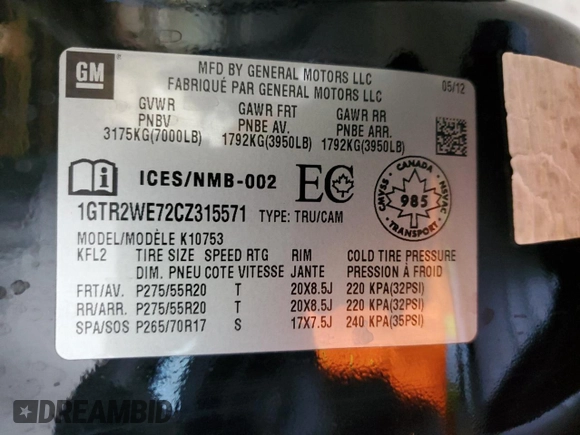 GM
MFD BY GENERAL MOTORS LLC
05/12
FABRIQUÉ PAR GENERAL MOTORS LLC
GVWR GAWR FRT GAWR RR
PNBV PNBE AV. PNBE ARR.
3175KG(7000LB) 1792KG(3950LB) 1792KG(3950LB)
i ICES/NMB-002 EC
CANADA
CMVSS 985 NSVAC
TRANSPORT
1GTR2WE72CZ315571 TYPE: TRU/CAM
MODEL/MODÈLE K10753
KFL2 TIRE SIZE SPEED RTG RIM COLD TIRE PRESSURE
DIM. PNEU COTE VITESSE JANTE PRESSION À FROID
FRT/AV. P275/55R20 T 20X8.5J 220 KPA(32PSI)
RR/ARR. P275/55R20 T 20X8.5J 220 KPA(32PSI)
SPA/SOS P265/70R17 S 17X7.5J 240 KPA(35PSI)
DREAMBID